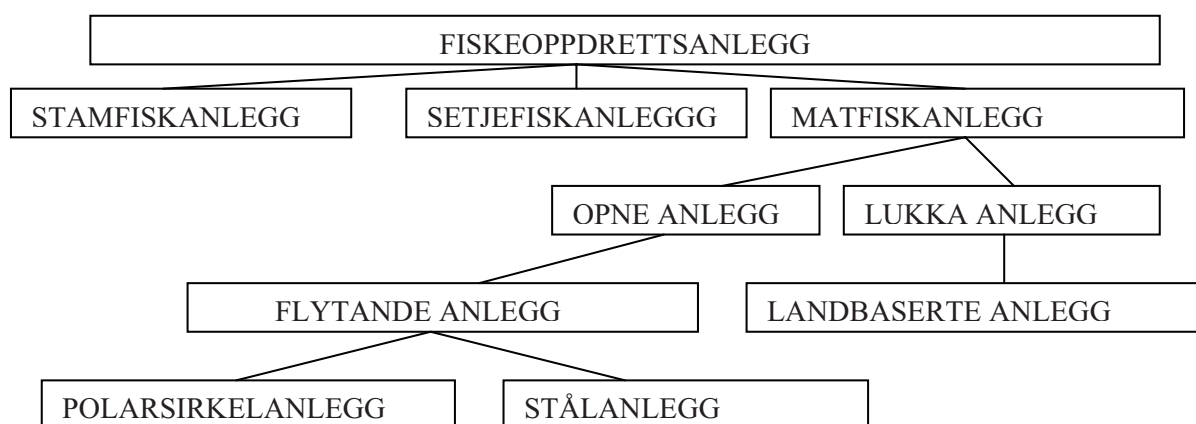 FISKEOPPDRETTSANLEGG
STAMFISKANLEGG SETJEFISKANLEGGG MATFISKANLEGG
OPNE ANLEGG LUKKA ANLEGG
FLYTANDE ANLEGG LANDBASERTE ANLEGG
POLARSIRKELANLEGG STÅLANLEGG